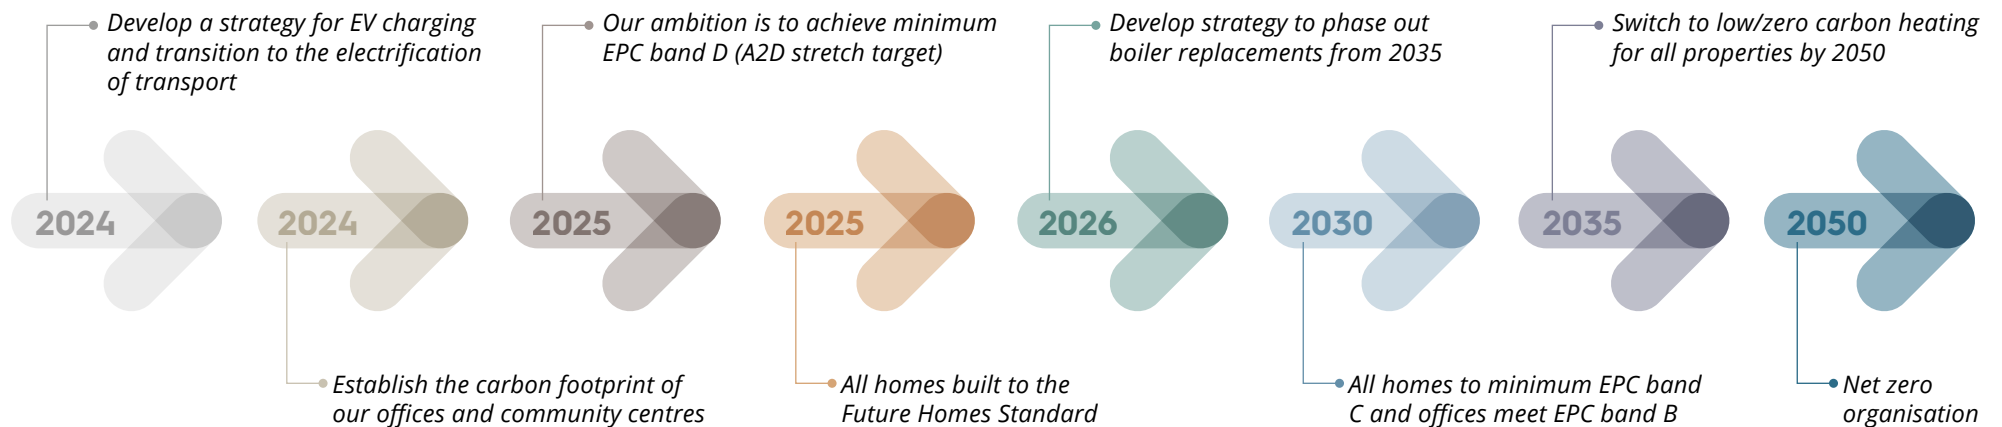 Develop a strategy for EV charging
and transition to the electrification
of transport
Our ambition is to achieve minimum
EPC band D (A2D stretch target)
Develop strategy to phase out
boiler replacements from 2035
Switch to low/zero carbon heating
for all properties by 2050
2024
2024
2025
2025
2026
2030
2035
2050
Establish the carbon footprint of
our offices and community centres
All homes built to the
Future Homes Standard
All homes to minimum EPC band
C and offices meet EPC band B
Net zero
organisation